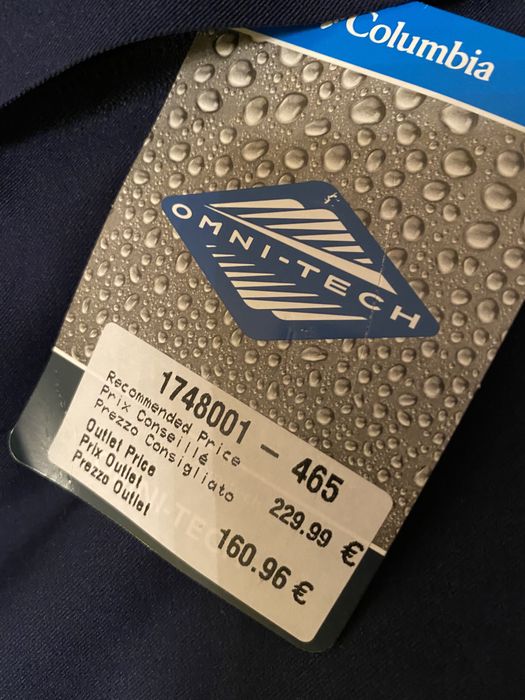 Columbia
OMNI-TECH
1748001 - 465
Recommended Price
Prix Conseillé
Prezzo Consigliato
229.99 €
Outlet Price
Prix Outlet
Prezzo Outlet
160.96 €